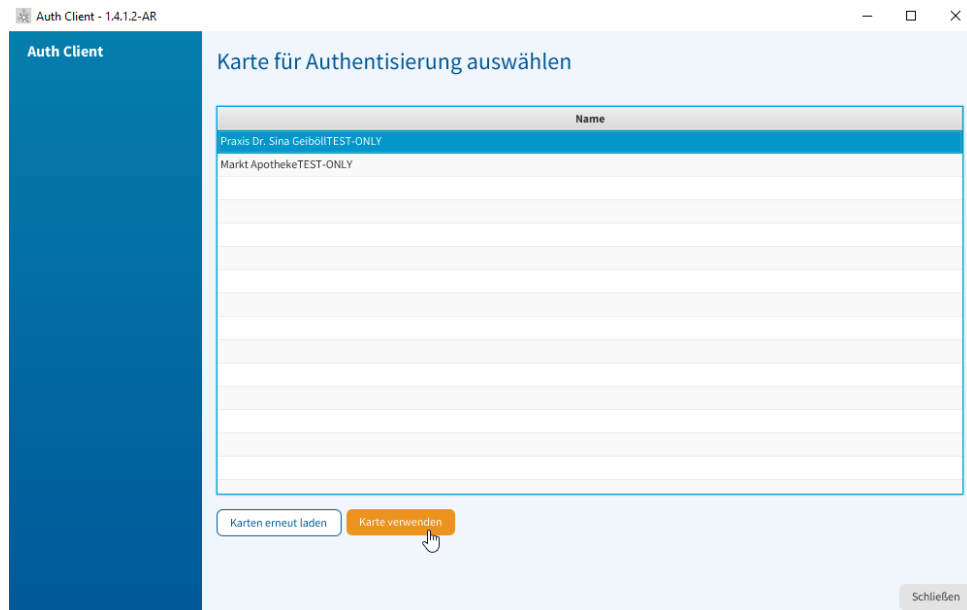 Auth Client - 1.4.1.2-AR
Auth Client
Karte für Authentisierung auswählen
Name
Praxis Dr. Sina GeiböllTEST-ONLY
Markt ApothekeTEST-ONLY
Karten erneut laden
Karte verwenden
Schließen